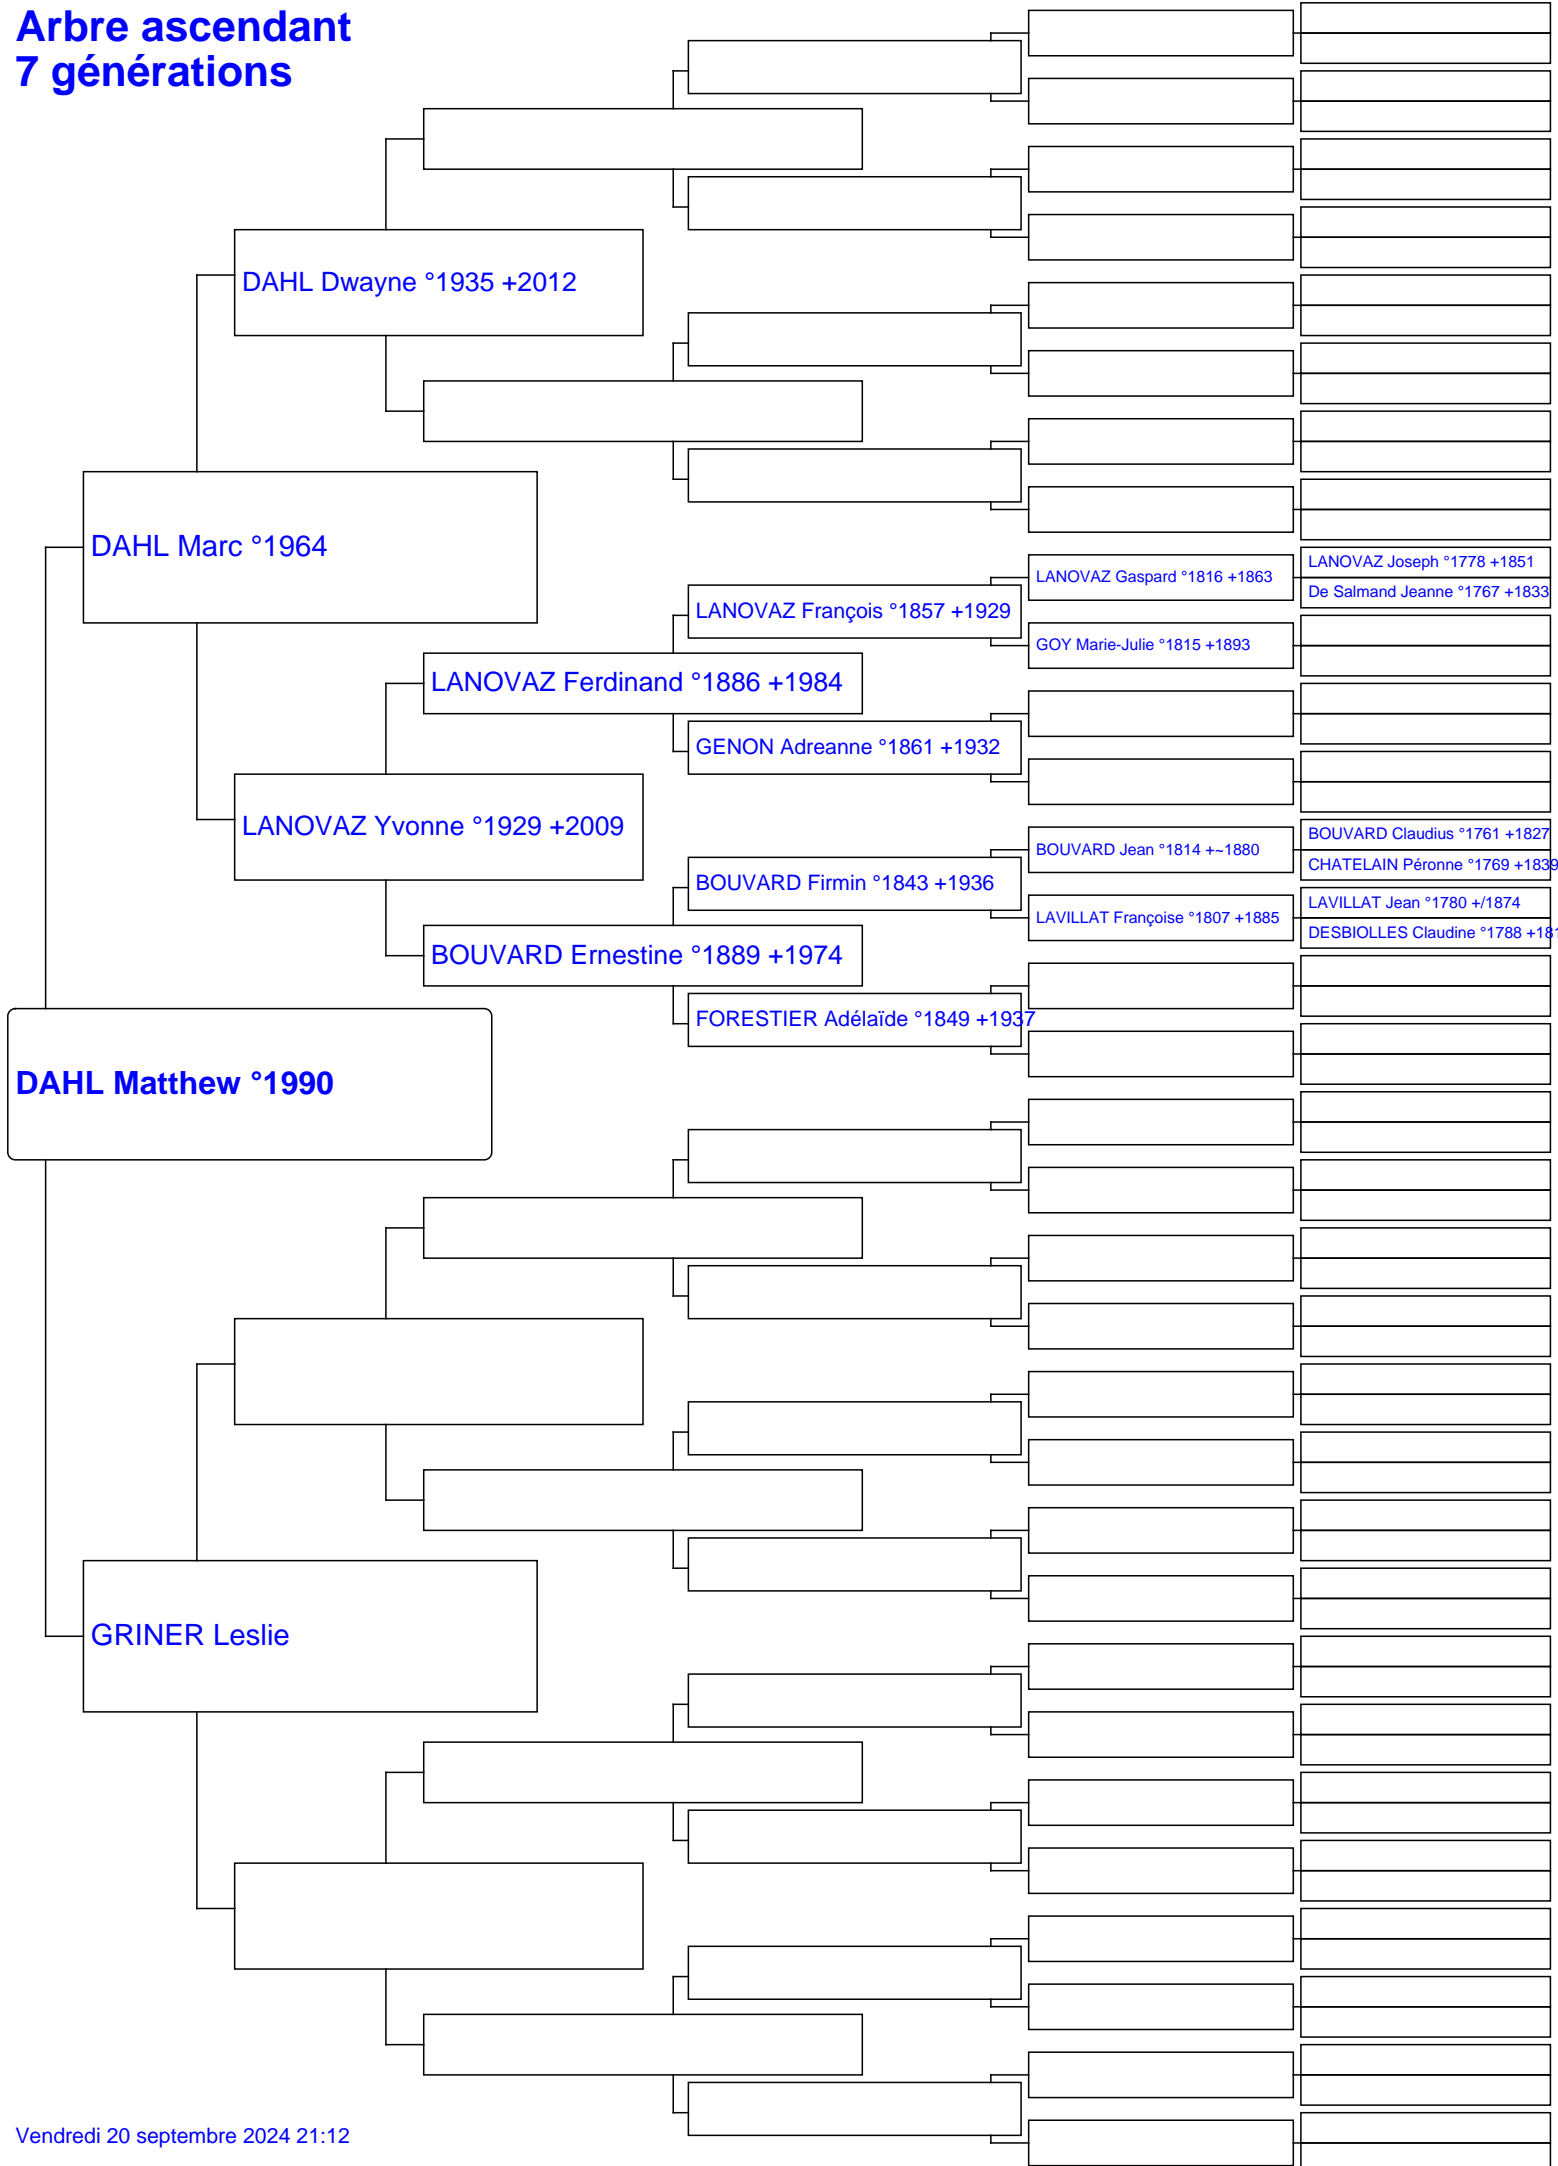 Arbre ascendant
7 générations
DAHL Dwayne °1935 +2012
DAHL Marc °1964
LANOVAZ Joseph °1778 +1851
LANOVAZ Gaspard °1816 +1863
De Salmand Jeanne °1767 +1833
LANOVAZ François °1857 +1929
GOY Marie-Julie °1815 +1893
LANOVAZ Ferdinand °1886 +1984
GENON Adreanne °1861 +1932
LANOVAZ Yvonne °1929 +2009
BOUVARD Claudius °1761 +1827
BOUVARD Jean °1814 +~1880
CHATELAIN Péronne °1769 +1839
BOUVARD Firmin °1843 +1936
LAVILLAT Jean °1780 +/1874
LAVILLAT Françoise °1807 +1885
DESBIOLLES Claudine °1788
BOUVARD Ernestine °1889 +1974
FORESTIER Adélaïde °1849 +1937
DAHL Matthew °1990
GRINER Leslie
Vendredi 20 septembre 2024 21:12